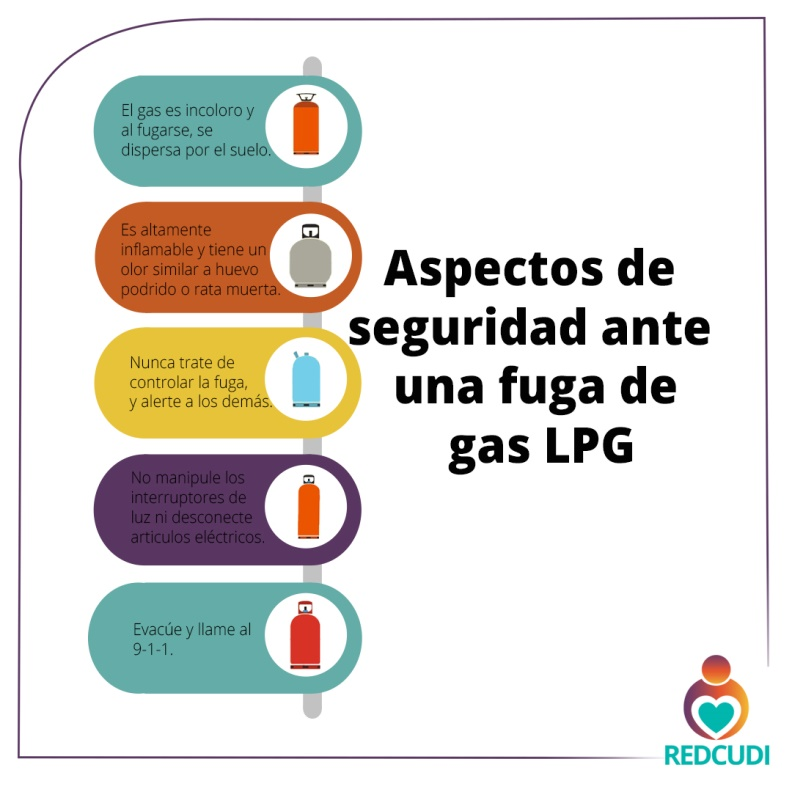 El gas es incoloro y
al fugarse, se
dispersa por el suelo.
Es altamente
inflamable y tiene un
olor similar a huevo
podrido o rata muerta.
Nunca trate de
controlar la fuga,
y alerte a los demás.
No manipule los
interruptores de
luz ni desconecte
articulos eléctricos.
Evacúe y llame al
9-1-1.
Aspectos de
seguridad ante
una fuga de
gas LPG
REDCUDI